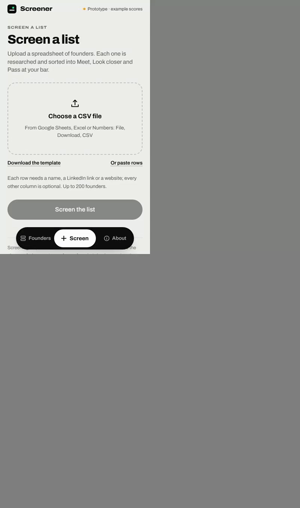 Screener
Prototype · example scores
SCREEN A LIST
Screen a list
Upload a spreadsheet of founders. Each one is
researched and sorted into Meet, Look closer and
Pass at your bar.
Choose a CSV file
From Google Sheets, Excel or Numbers: File,
Download, CSV
Download the template
Or paste rows
Each row needs a name, a LinkedIn link or a website; every
other column is optional. Up to 200 founders.
Screen the list
Founders
Screen
About